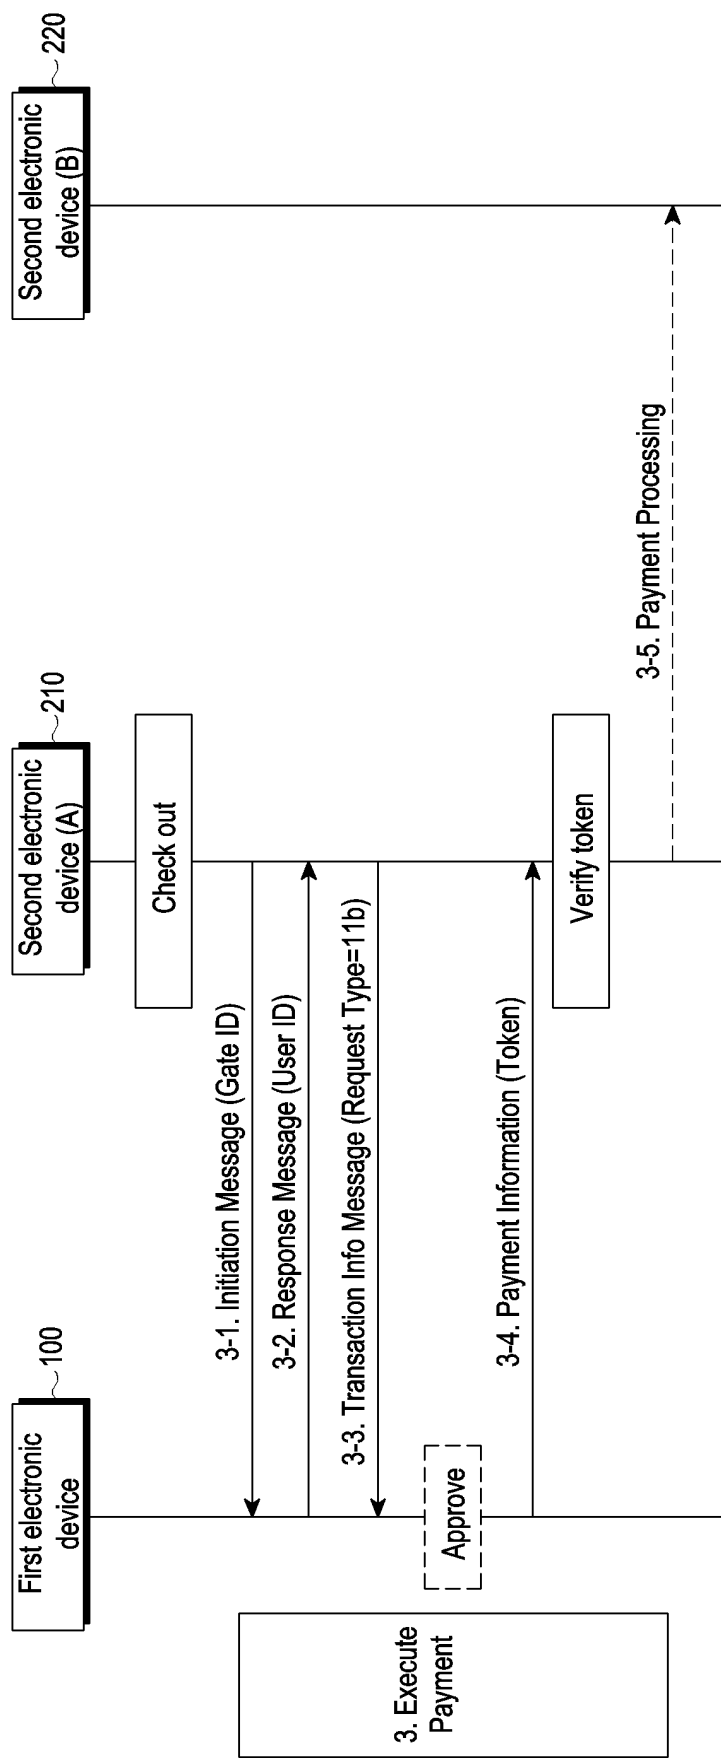 First electronic
device
100
Second electronic
device (A)
210
Second electronic
device (B)
220
Check out
3-1. Initiation Message (Gate ID)
3-2. Response Message (User ID)
3-3. Transaction Info Message (Request Type=11b)
Approve
3. Execute
Payment
3-4. Payment Information (Token)
Verify token
3-5. Payment Processing